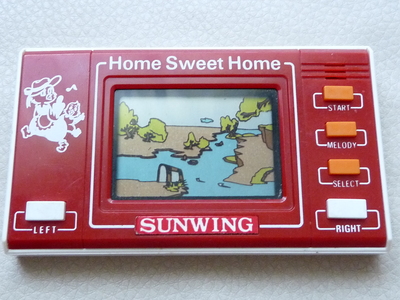 Home Sweet Home
START
MELODY
SELECT
LEFT
RIGHT
SUNWING